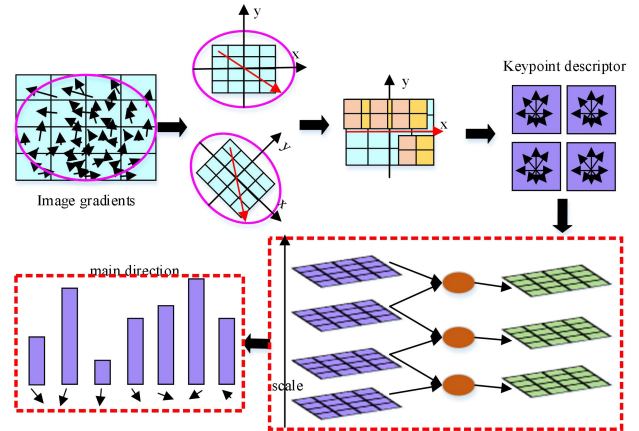 y
x
y
x
y
x
Keypoint descriptor
Image gradients
main direction
scale